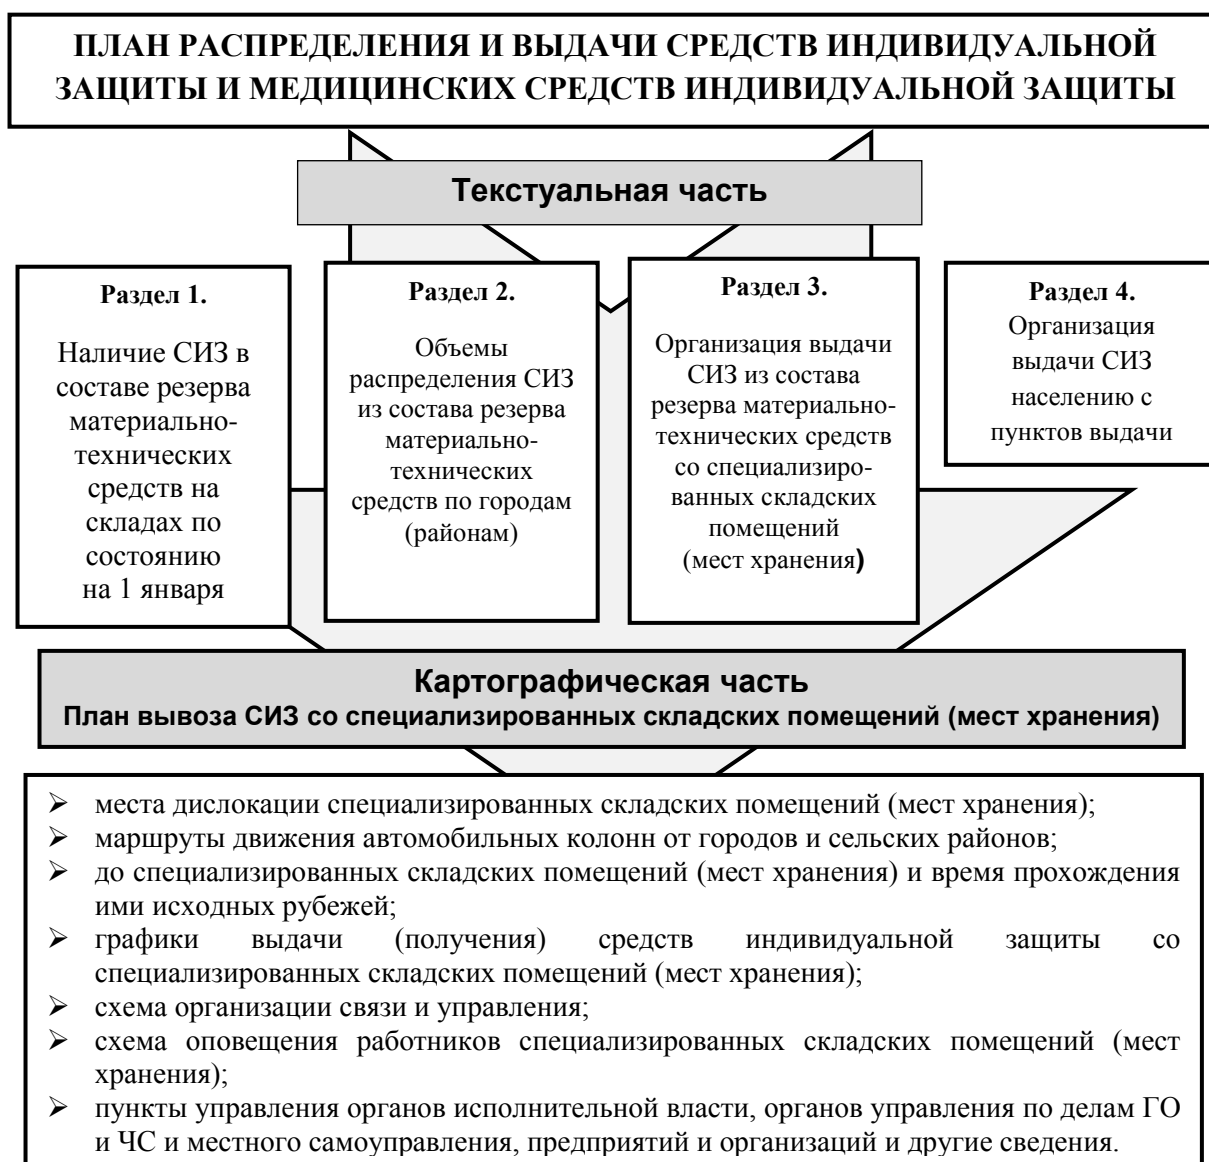 ПЛАН РАСПРЕДЕЛЕНИЯ И ВЫДАЧИ СРЕДСТВ ИНДИВИДУАЛЬНОЙ
ЗАЩИТЫ И МЕДИЦИНСКИХ СРЕДСТВ ИНДИВИДУАЛЬНОЙ ЗАЩИТЫ
Текстуальная часть
Раздел 1.
Наличие СИЗ в
составе резерва
материально-
технических
средств на
складах по
состоянию
на 1 января
Раздел 2.
Объемы
распределения СИЗ
из состава резерва
материально-
технических
средств по городам
(районам)
Раздел 3.
Организация выдачи
СИЗ из состава
резерва материально-
технических средств
со специализиро-
ванных складских
помещений
(мест хранения)
Раздел 4.
Организация
выдачи СИЗ
населению с
пунктов выдачи
Картографическая часть
План вывоза СИЗ со специализированных складских помещений (мест хранения)
➢ места дислокации специализированных складских помещений (мест хранения);
➢ маршруты движения автомобильных колонн от городов и сельских районов;
➢ до специализированных складских помещений (мест хранения) и время прохождения
ими исходных рубежей;
➢ графики выдачи (получения) средств индивидуальной защиты со
специализированных складских помещений (мест хранения);
➢ схема организации связи и управления;
➢ схема оповещения работников специализированных складских помещений (мест
хранения);
➢ пункты управления органов исполнительной власти, органов управления по делам ГО
и ЧС и местного самоуправления, предприятий и организаций и другие сведения.